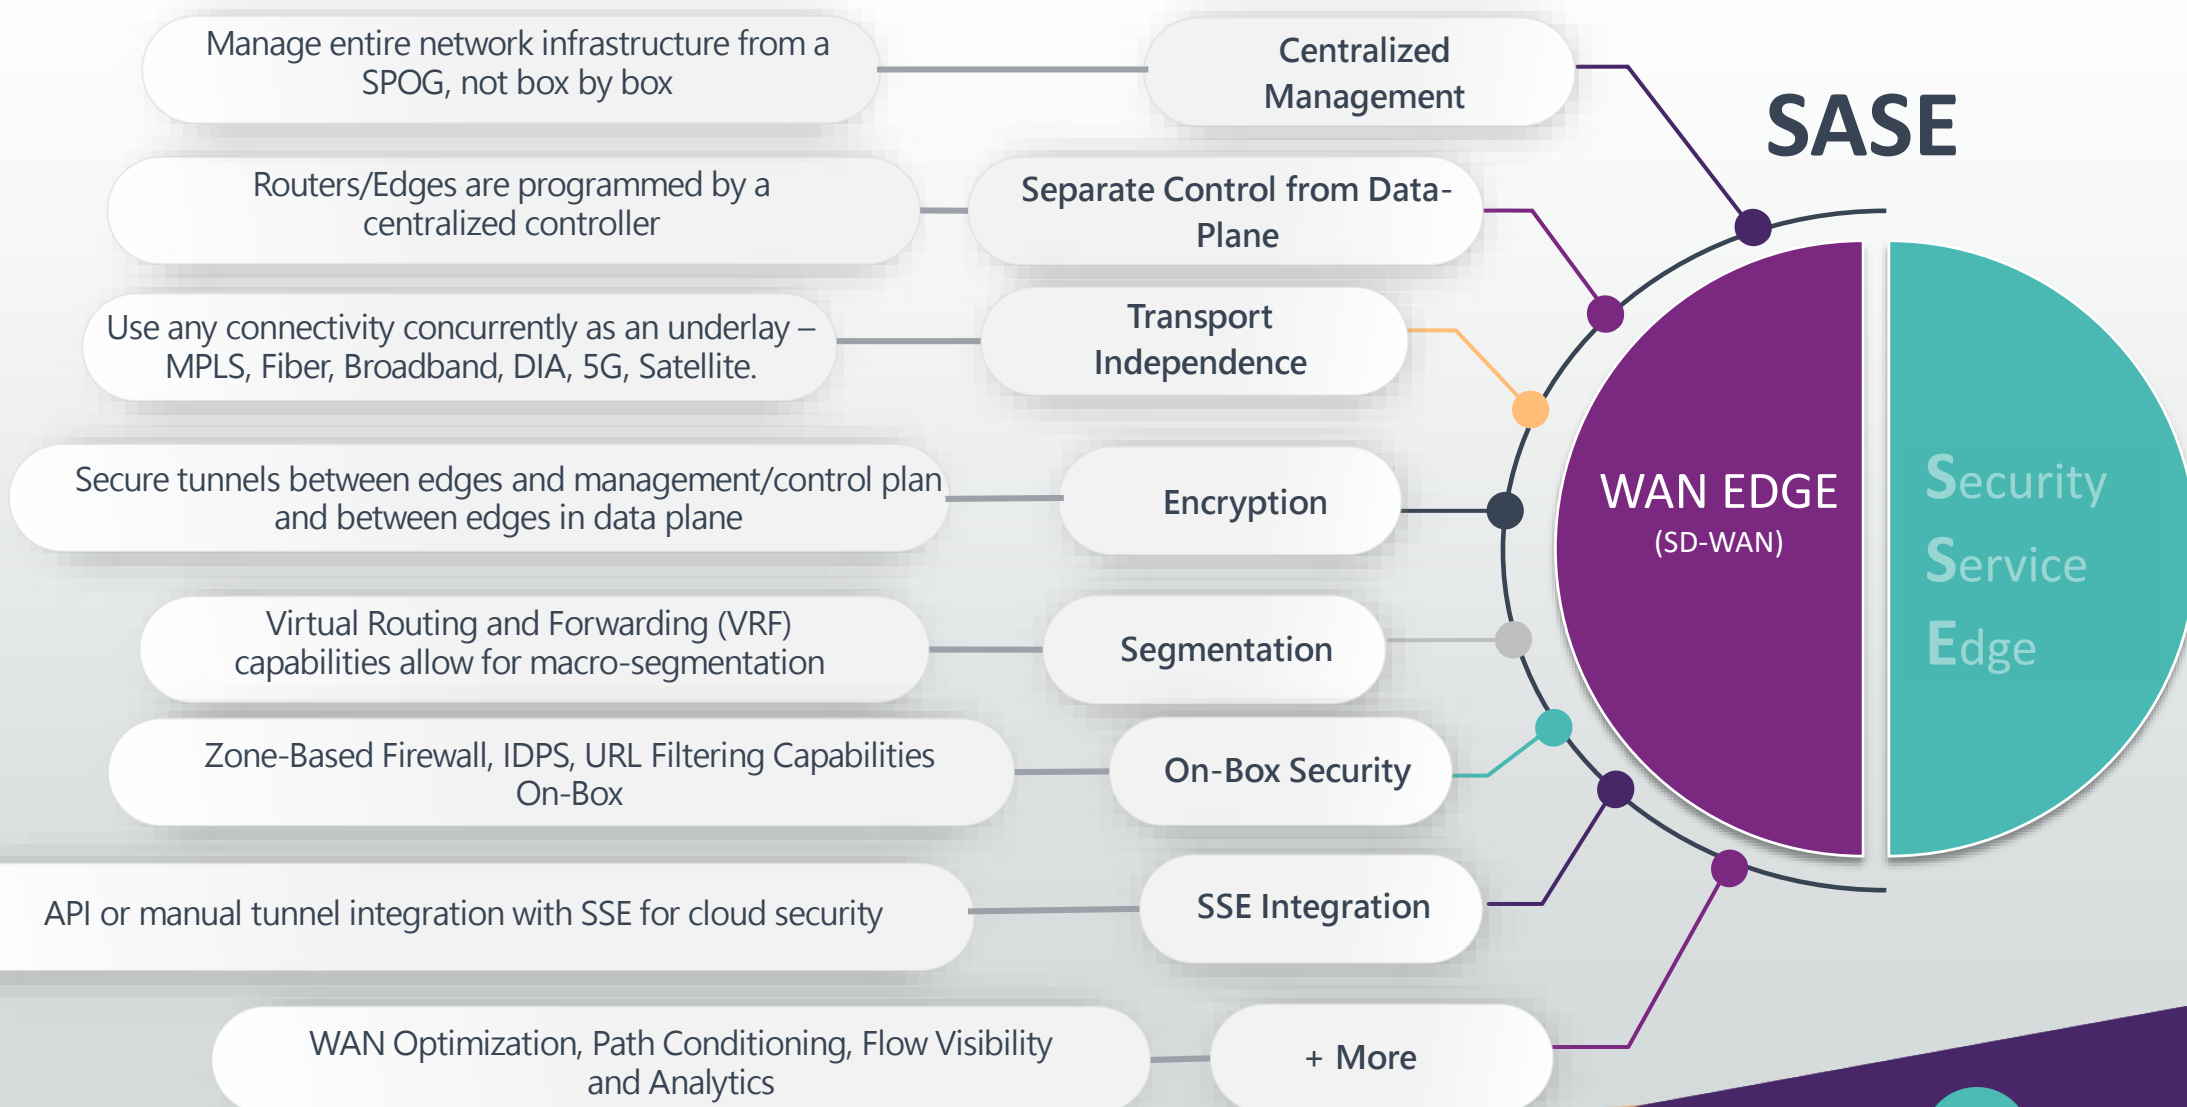 Manage entire network infrastructure from a
SPOG, not box by box
Centralized
Management
SASE
Routers/Edges are programmed by a
centralized controller
Separate Control from Data-
Plane
Use any connectivity concurrently as an underlay –
MPLS, Fiber, Broadband, DIA, 5G, Satellite.
Transport
Independence
Secure tunnels between edges and management/control plan
and between edges in data plane
Encryption
WAN EDGE
(SD-WAN)
Security
Service
Edge
Virtual Routing and Forwarding (VRF)
capabilities allow for macro-segmentation
Segmentation
Zone-Based Firewall, IDPS, URL Filtering Capabilities
On-Box
On-Box Security
API or manual tunnel integration with SSE for cloud security
SSE Integration
WAN Optimization, Path Conditioning, Flow Visibility
and Analytics
+ More